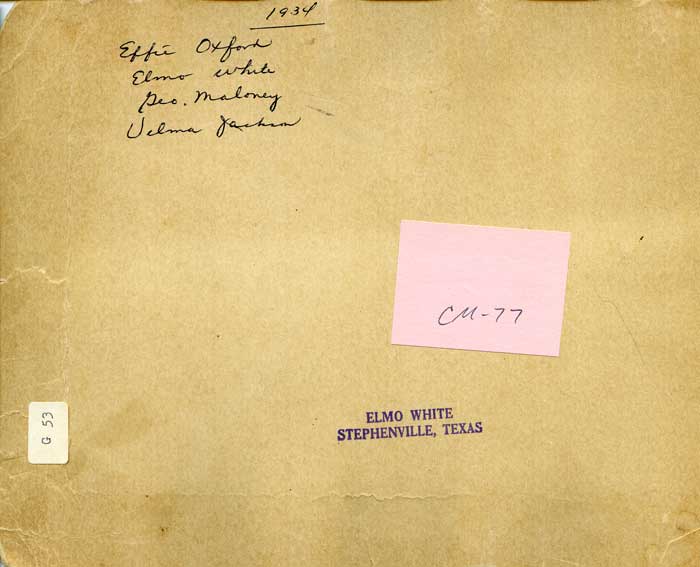 1934
Effie Oxford
Elmo White
Geo. Maloney
Velma Jackson
CM-77
G 53
ELMO WHITE
STEPHENVILLE, TEXAS